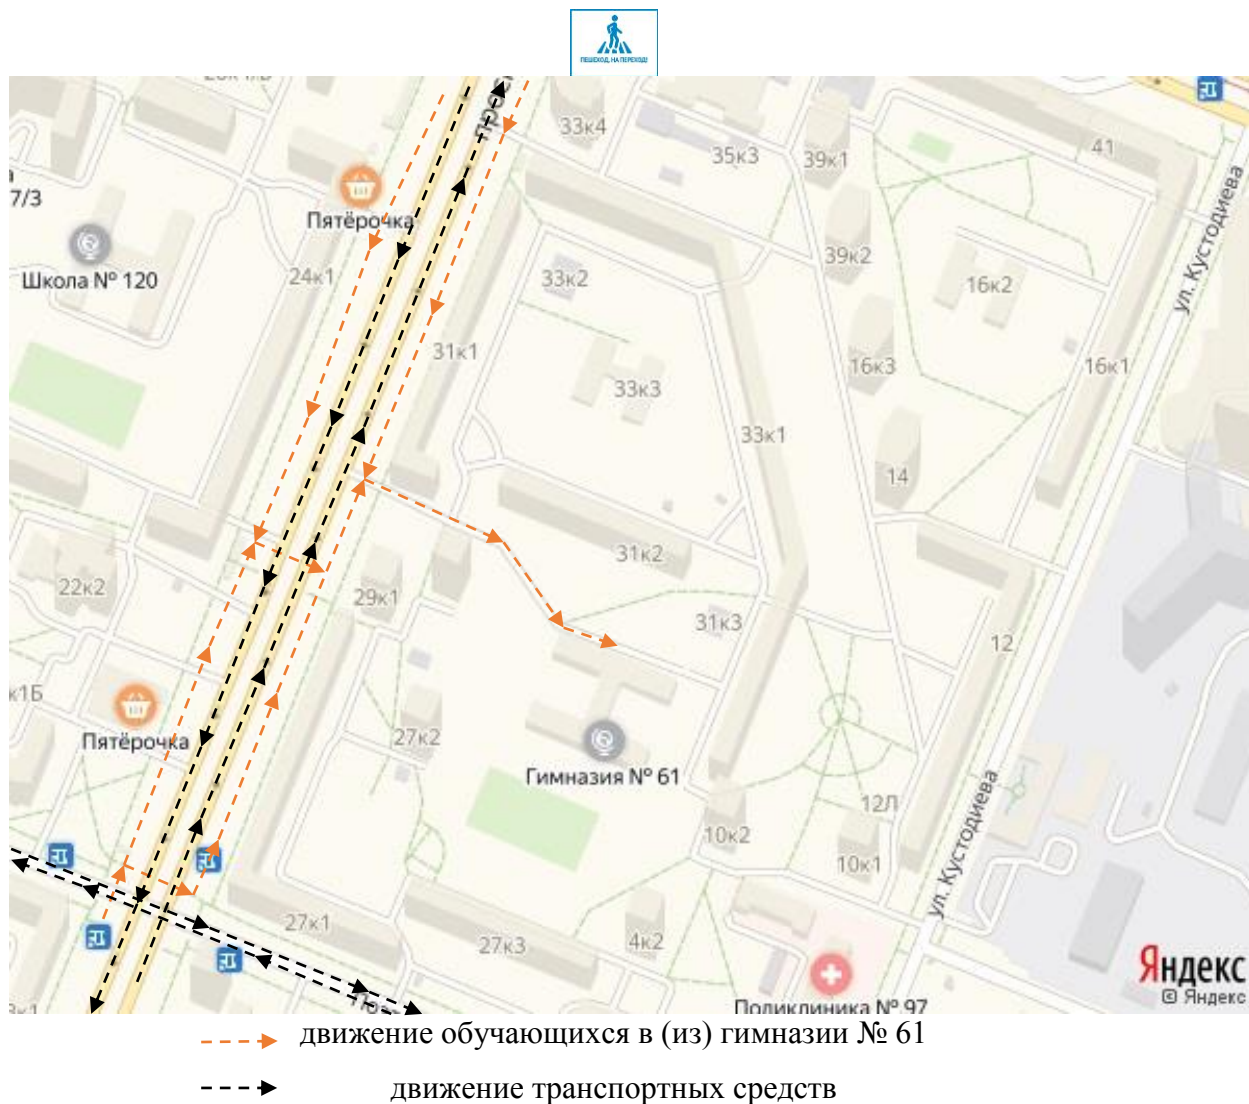 ПЕШЕХОД, НА ПЕРЕХОД!
33к4
35к3
39к1
41
7/3
Пятёрочка
Школа № 120
24к1
33к2
39к2
16к2
ул. Кустодиева
31к1
33к3
16к3
16к1
33к1
14
31к2
22к2
29к1
31к3
12
к1Б
Пятёрочка
27к2
Гимназия № 61
12Л
10к2
10к1
ул. Кустодиева
27к1
27к3
4к2
Поликлиника № 97
Яндекс
© Яндекс
движение обучающихся в (из) гимназии № 61
движение транспортных средств